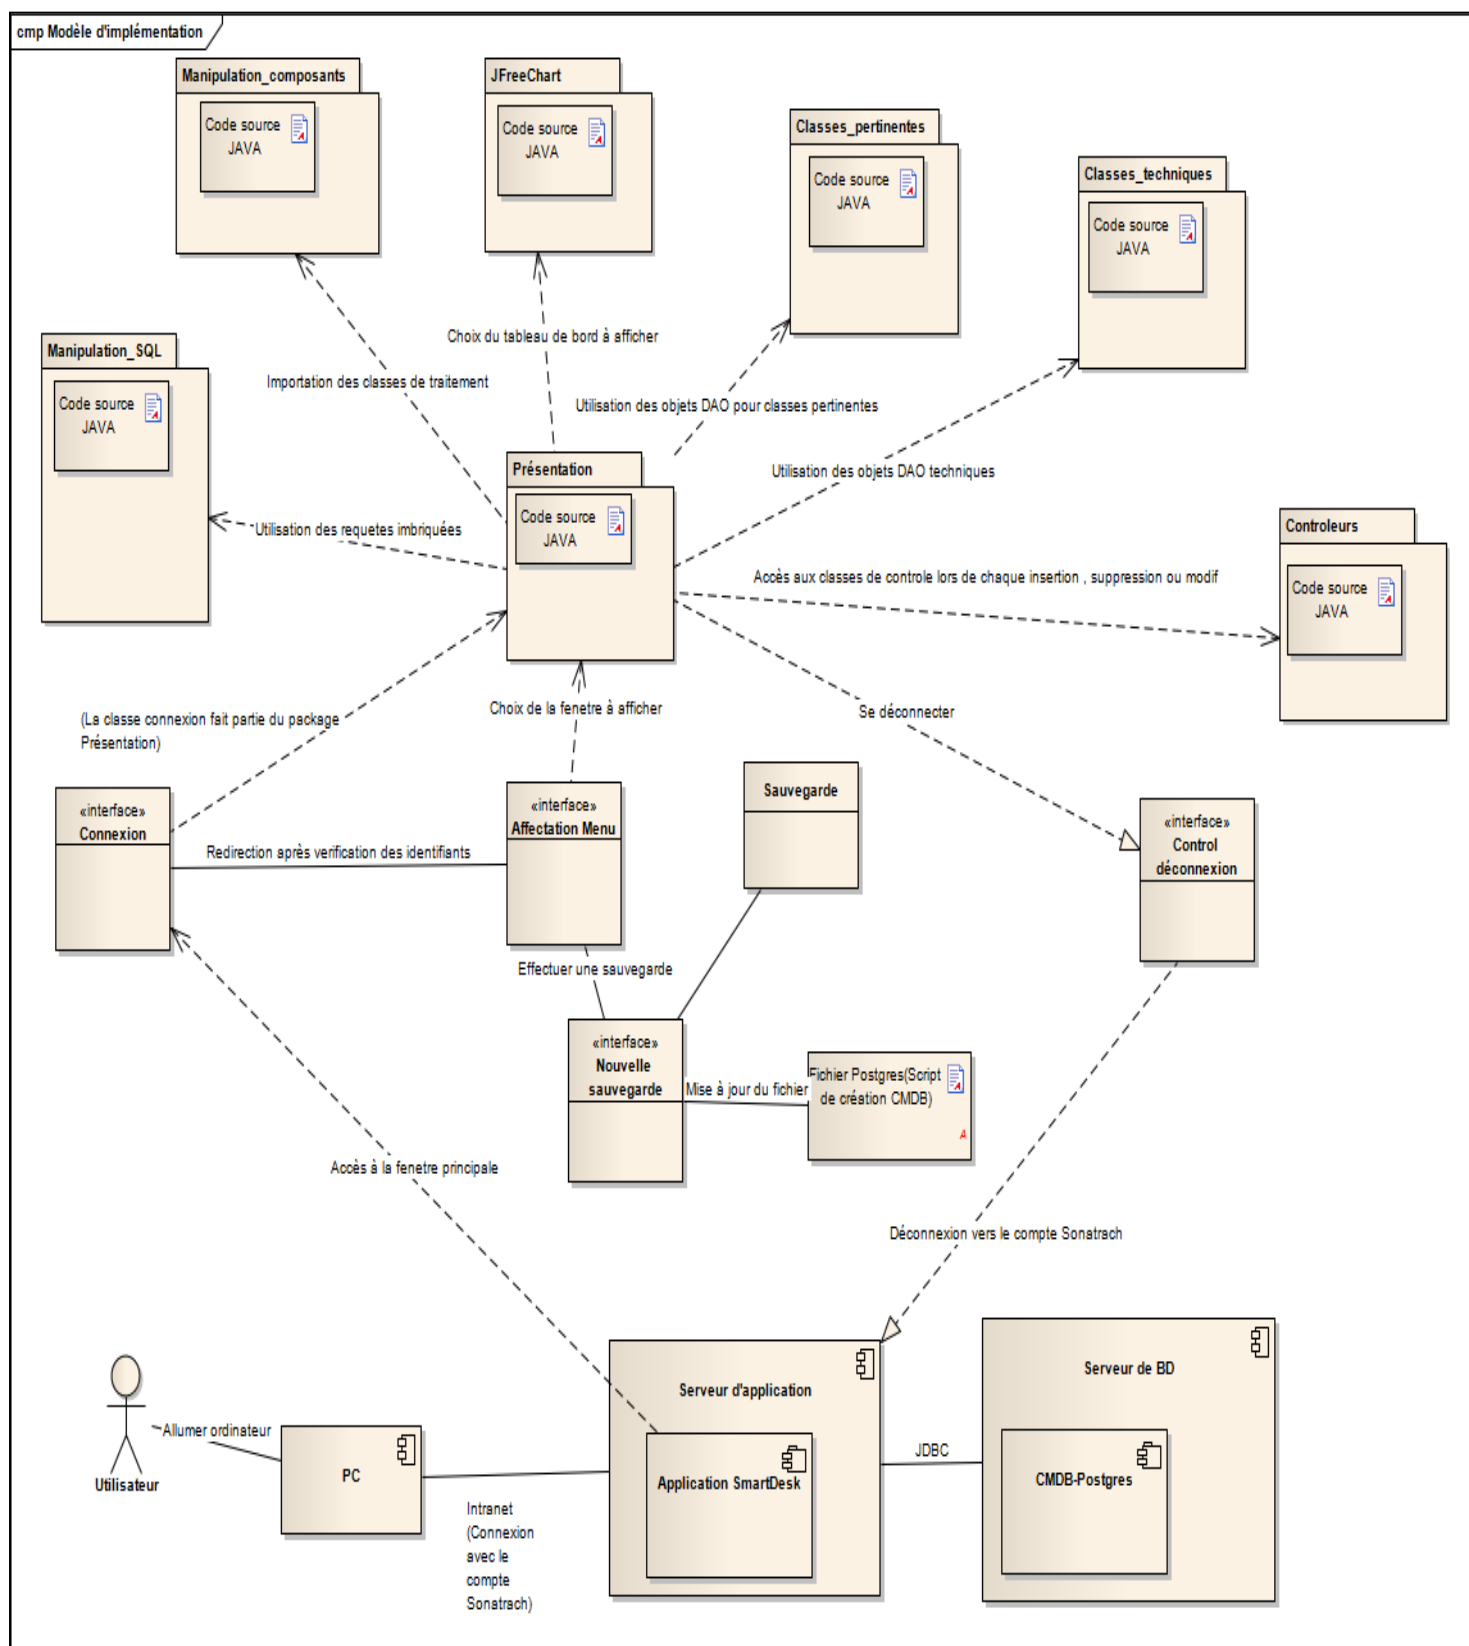 cmp Modèle d'implémentation
Manipulation_composants
Code source
JAVA
JFreeChart
Code source
JAVA
Classes_pertinentes
Code source
JAVA
Classes_techniques
Code source
JAVA
Manipulation_SQL
Code source
JAVA
Choix du tableau de bord à afficher
Importation des classes de traitement
Utilisation des objets DAO pour classes pertinentes
Utilisation des objets DAO techniques
Présentation
Code source
JAVA
Utilisation des requetes imbriquées
Controleurs
Code source
JAVA
Accès aux classes de controle lors de chaque insertion , suppression ou modif
(La classe connexion fait partie du package
Présentation)
Choix de la fenetre à afficher
Se déconnecter
«interface»
Connexion
Redirection après verification des identifiants
«interface»
Affectation Menu
Sauvegarde
«interface»
Control
déconnexion
Effectuer une sauvegarde
«interface»
Nouvelle
sauvegarde
Mise à jour du fichier
Fichier Postgres(Script
de création CMDB)
A
Accès à la fenetre principale
Déconnexion vers le compte Sonatrach
Utilisateur
Allumer ordinateur
PC
Intranet
(Connexion
avec le
compte
Sonatrach)
Serveur d'application
Application SmartDesk
JDBC
Serveur de BD
CMDB-Postgres